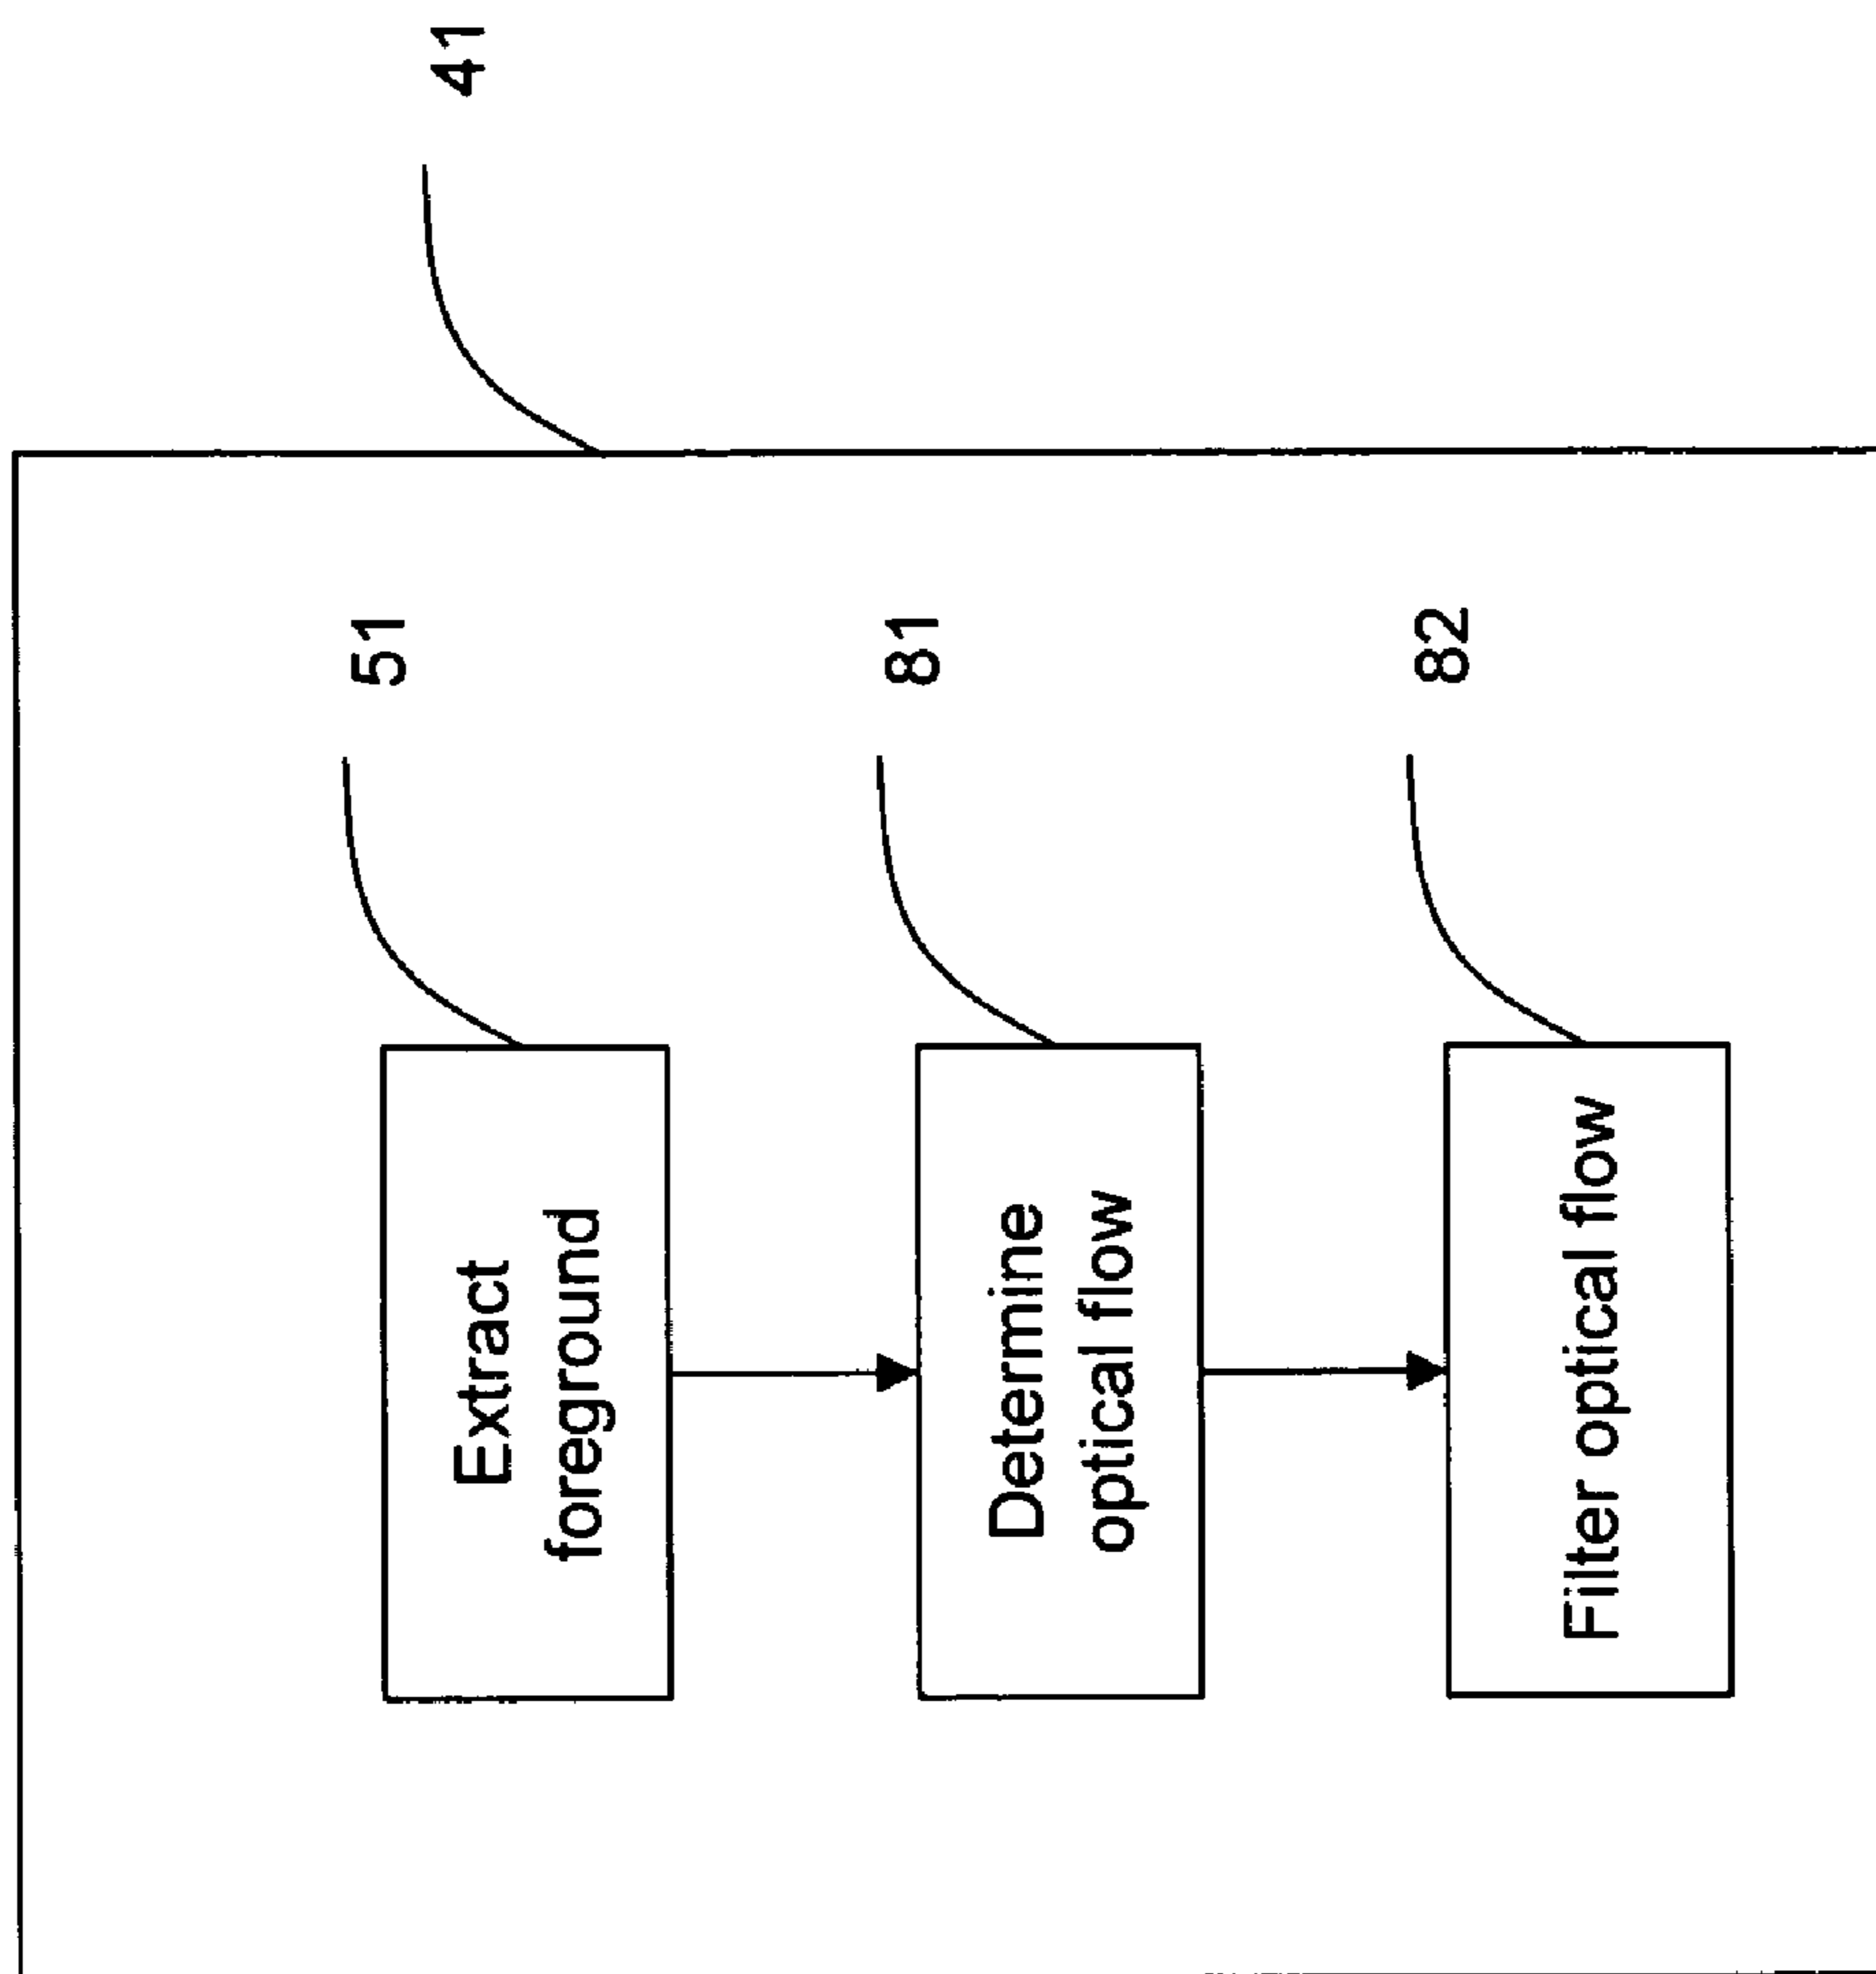 41
51
Extract
foreground
81
Determine
optical flow
82
Filter optical flow